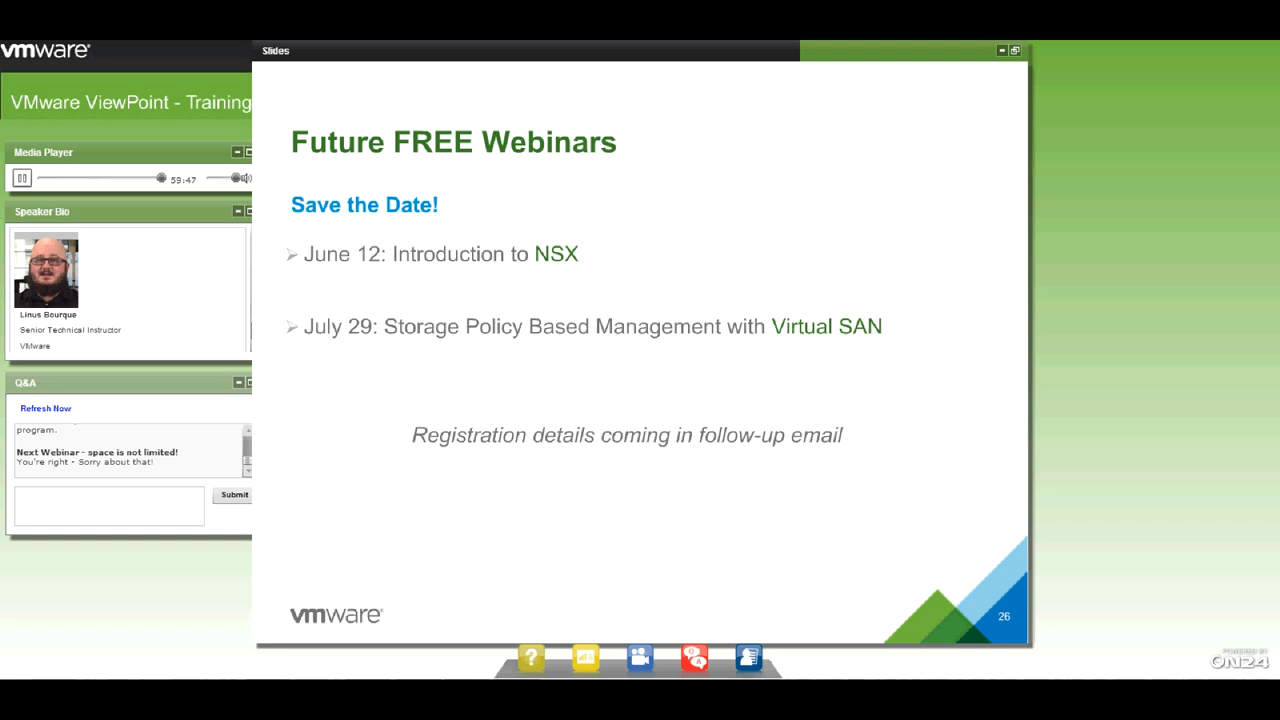 vmware
Slides
VMware ViewPoint - Training
Media Player
59:47
Speaker Bio
Linus Bourque
Senior Technical Instructor
VMware
Q&A
Refresh Now
program.
Next Webinar - space is not limited!
You're right - Sorry about that!
Submit
Future FREE Webinars
Save the Date!
June 12: Introduction to NSX
July 29: Storage Policy Based Management with Virtual SAN
Registration details coming in follow-up email
vmware
26
?
Q A
POWERED BY
ON24